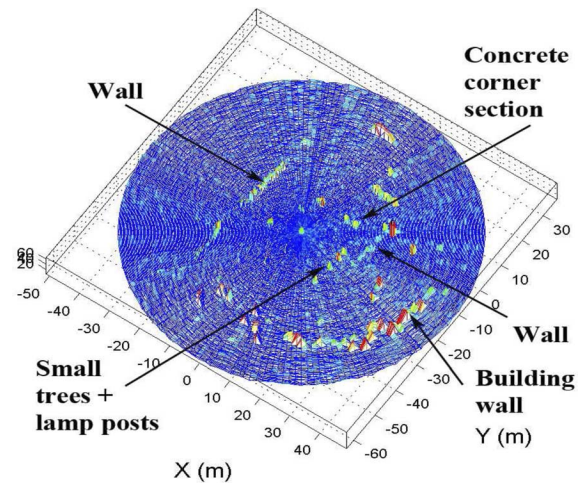 Concrete
corner
section
Wall
30
20
10
0
-10
-20
-30
-40
-50
-60
Y (m)
60
40
20
-50
-40
-30
-20
-10
0
10
20
30
40
X (m)
Wall
Building
wall
Small
trees +
lamp posts